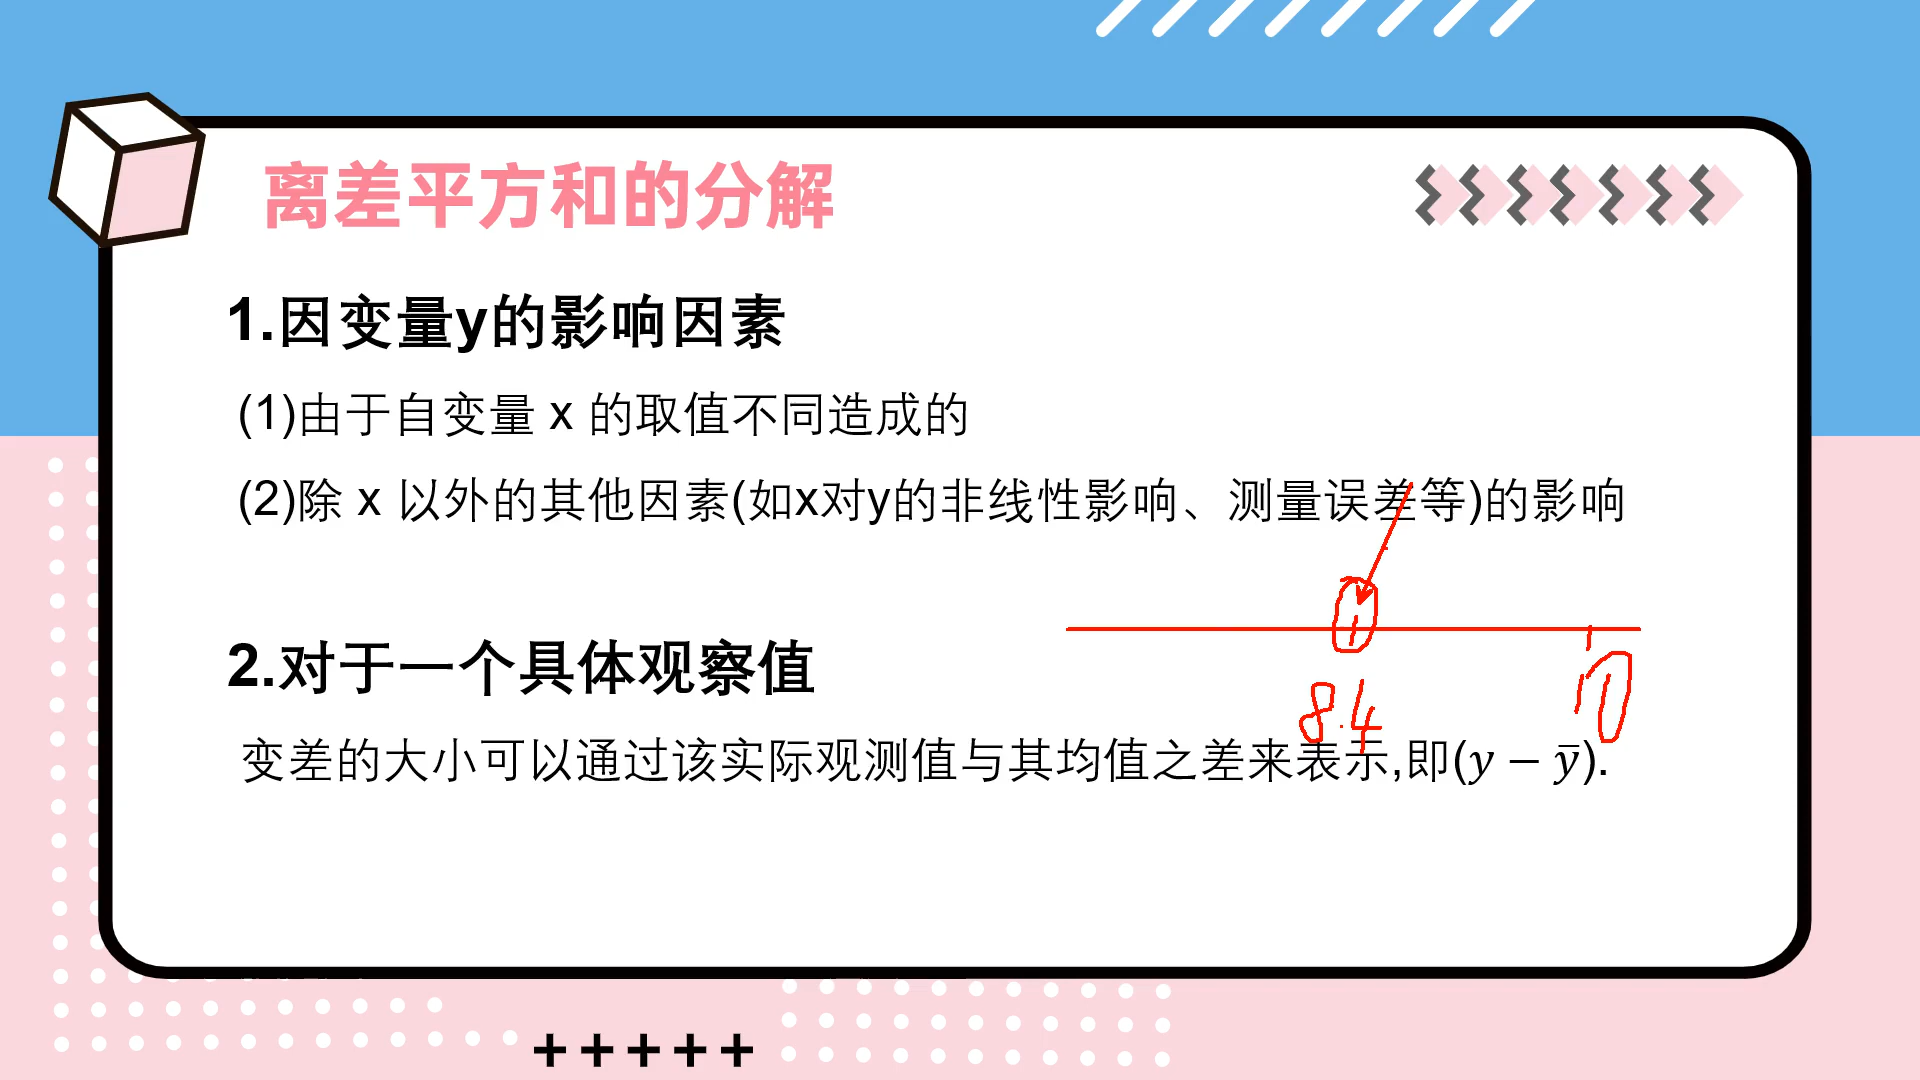 离差平方和的分解
1.因变量y的影响因素
(1)由于自变量 x 的取值不同造成的
(2)除 x 以外的其他因素(如x对y的非线性影响、测量误差等)的影响
2.对于一个具体观察值
8.4
变差的大小可以通过该实际观测值与其均值之差来表示,即(y − ȳ).